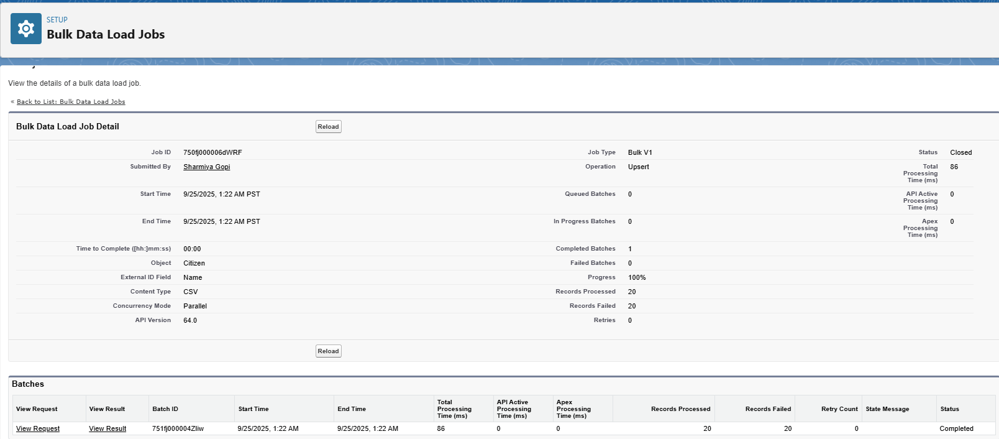 SETUP
Bulk Data Load Jobs
View the details of a bulk data load job.
« Back to List: Bulk Data Load Jobs
Bulk Data Load Job Detail
Reload
Job ID 750fj000006dWRF Job Type Bulk V1 Status Closed
Submitted By Sharmiya Gopi Operation Upsert Total Processing Time (ms) 86
Start Time 9/25/2025, 1:22 AM PST Queued Batches 0 API Active Processing Time (ms) 0
End Time 9/25/2025, 1:22 AM PST In Progress Batches 0 Apex Processing Time (ms) 0
Time to Complete ([hh:]mm:ss) 00:00 Completed Batches 1
Object Citizen Failed Batches 0
External ID Field Name Progress 100%
Content Type CSV Records Processed 20
Concurrency Mode Parallel Records Failed 20
API Version 64.0 Retries 0
Reload
Batches
View Request View Result Batch ID Start Time End Time Total Processing Time (ms) API Active Processing Time (ms) Apex Processing Time (ms) Records Processed Records Failed Retry Count State Message Status
View Request View Result 751fj000004ZIiw 9/25/2025, 1:22 AM 9/25/2025, 1:22 AM 86 0 0 20 20 0 Completed